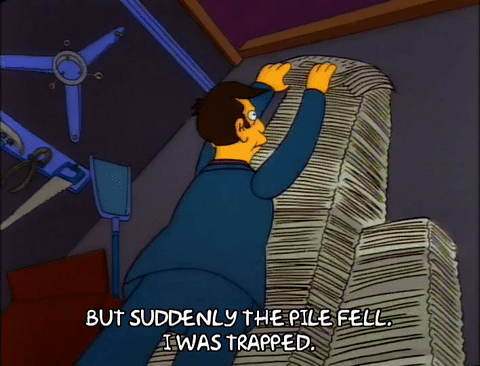 BUT SUDDENLY THE PILE FELL.
I WAS TRAPPED.